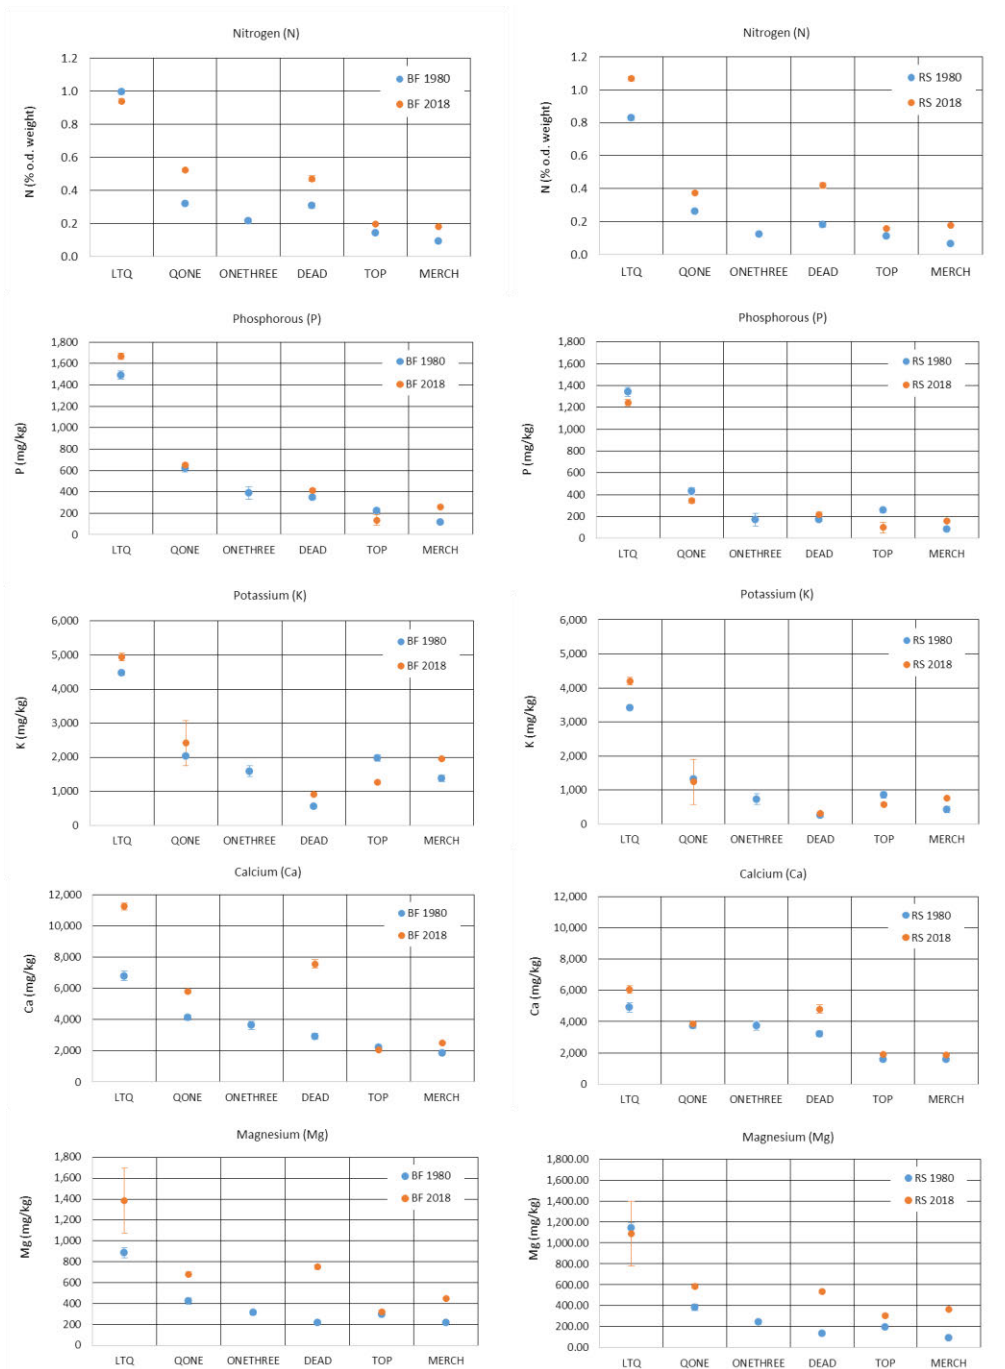 Nitrogen (N)
N (% o.d. weight)
1.2
1.0
0.8
0.6
0.4
0.2
0.0
BF 1980
BF 2018
LTQ QONE ONETHREE DEAD TOP MERCH
Nitrogen (N)
N (% o.d. weight)
1.2
1.0
0.8
0.6
0.4
0.2
0.0
RS 1980
RS 2018
LTQ QONE ONETHREE DEAD TOP MERCH
Phosphorous (P)
P (mg/kg)
1,800
1,600
1,400
1,200
1,000
800
600
400
200
0
BF 1980
BF 2018
LTQ QONE ONETHREE DEAD TOP MERCH
Phosphorous (P)
P (mg/kg)
1,800
1,600
1,400
1,200
1,000
800
600
400
200
0
RS 1980
RS 2018
LTQ QONE ONETHREE DEAD TOP MERCH
Potassium (K)
K (mg/kg)
6,000
5,000
4,000
3,000
2,000
1,000
0
BF 1980
BF 2018
LTQ QONE ONETHREE DEAD TOP MERCH
Potassium (K)
K (mg/kg)
6,000
5,000
4,000
3,000
2,000
1,000
0
RS 1980
RS 2018
LTQ QONE ONETHREE DEAD TOP MERCH
Calcium (Ca)
Ca (mg/kg)
12,000
10,000
8,000
6,000
4,000
2,000
0
BF 1980
BF 2018
LTQ QONE ONETHREE DEAD TOP MERCH
Calcium (Ca)
Ca (mg/kg)
12,000
10,000
8,000
6,000
4,000
2,000
0
RS 1980
RS 2018
LTQ QONE ONETHREE DEAD TOP MERCH
Magnesium (Mg)
Mg (mg/kg)
1,800
1,600
1,400
1,200
1,000
800
600
400
200
0
BF 1980
BF 2018
LTQ QONE ONETHREE DEAD TOP MERCH
Magnesium (Mg)
Mg (mg/kg)
1,800.00
1,600.00
1,400.00
1,200.00
1,000.00
800.00
600.00
400.00
200.00
0.00
RS 1980
RS 2018
LTQ QONE ONETHREE DEAD TOP MERCH